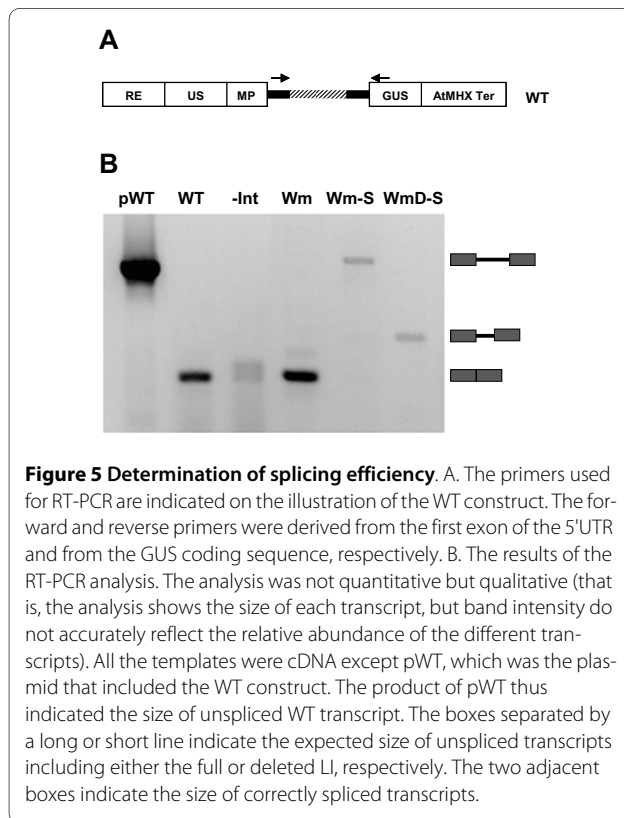 A
RE US MP GUS AtMHX Ter WT
B
pWT WT -Int Wm Wm-S WmD-S
Figure 5 Determination of splicing efficiency. A. The primers used
for RT-PCR are indicated on the illustration of the WT construct. The for-
ward and reverse primers were derived from the first exon of the 5'UTR
and from the GUS coding sequence, respectively. B. The results of the
RT-PCR analysis. The analysis was not quantitative but qualitative (that
is, the analysis shows the size of each transcript, but band intensity do
not accurately reflect the relative abundance of the different tran-
scripts). All the templates were cDNA except pWT, which was the plas-
mid that included the WT construct. The product of pWT thus
indicated the size of unspliced WT transcript. The boxes separated by
a long or short line indicate the expected size of unspliced transcripts
including either the full or deleted LI, respectively. The two adjacent
boxes indicate the size of correctly spliced transcripts.